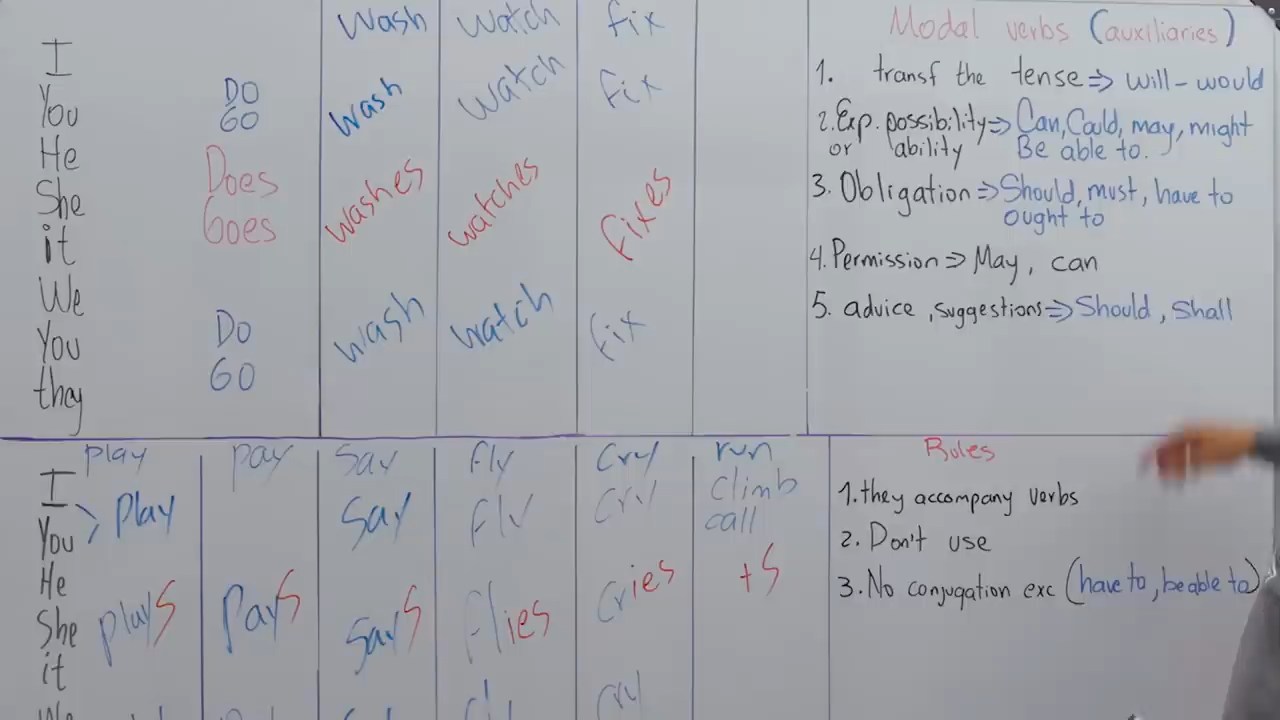 Wash watch fix
I
You DO wash watch fix
GO
He Does washes watches fixes
She Goes
it
We
You Do wash watch fix
they GO
Modal verbs (auxiliaries)
1. transf the tense => will - would
2. Exp. possibility => Can, Could, may, might
or ability Be able to.
3. Obligation => Should, must, have to
ought to
4. Permission => May, can
5. advice, suggestions => Should, Shall
play pay Say fly Cry run
I climb
You Play Say fly Cry call
He
She plays Pays Says flies Cries +S
it
We Cry
Rules
1. they accompany verbs
2. Don't use
3. No conjugation exc (have to, be able to)